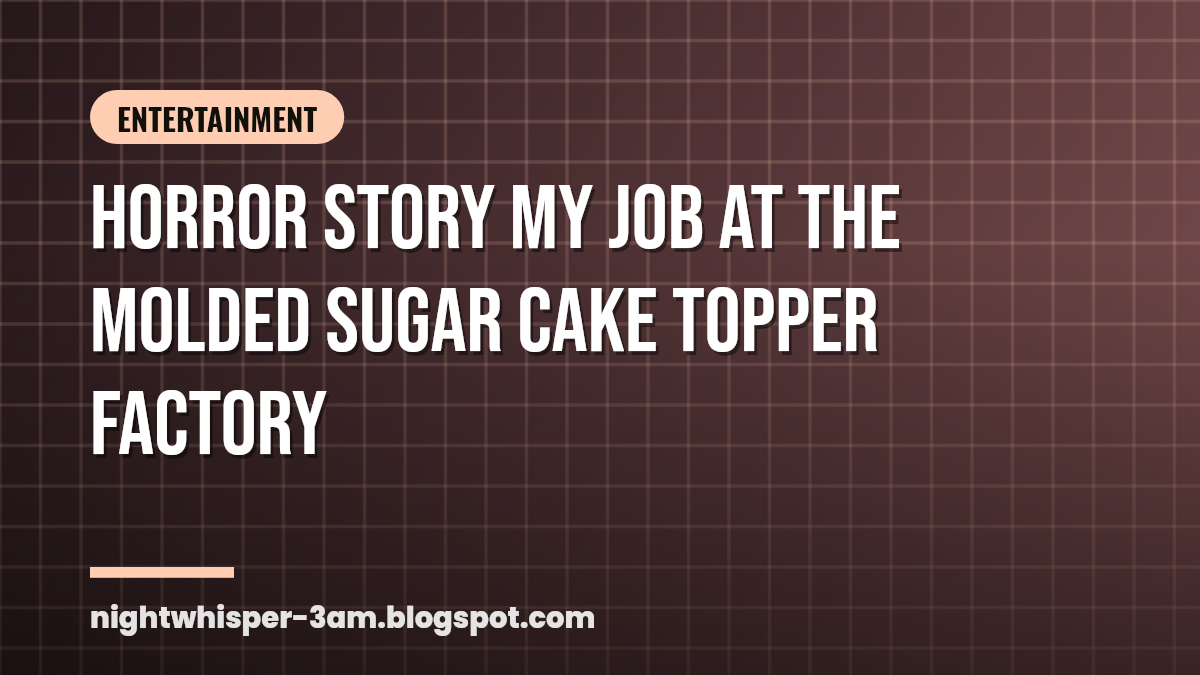 ENTERTAINMENT
HORROR STORY MY JOB AT THE
MOLDED SUGAR CAKE TOPPER
FACTORY
nightwhisper-3am.blogspot.com